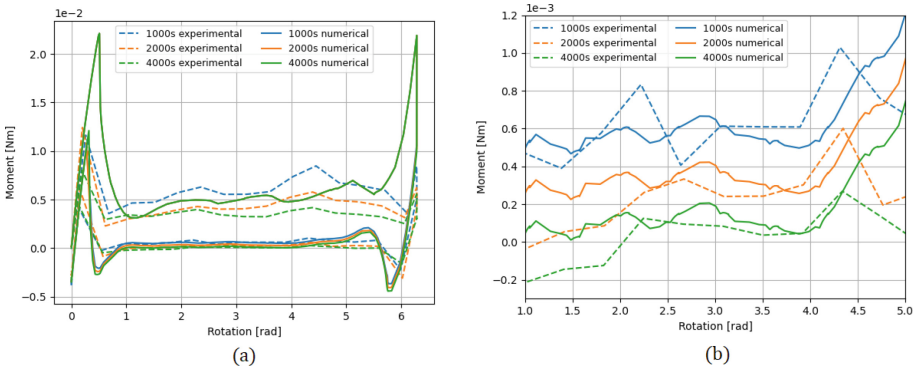 1e−2
1000s experimental 1000s numerical
2000s experimental 2000s numerical
4000s experimental 4000s numerical
2.0
1.5
1.0
0.5
0.0
−0.5
Moment [Nm]
0 1 2 3 4 5 6
Rotation [rad]
(a)
1e−3
1000s experimental 1000s numerical
2000s experimental 2000s numerical
4000s experimental 4000s numerical
1.2
1.0
0.8
0.6
0.4
0.2
0.0
−0.2
Moment [Nm]
1.0 1.5 2.0 2.5 3.0 3.5 4.0 4.5 5.0
Rotation [rad]
(b)